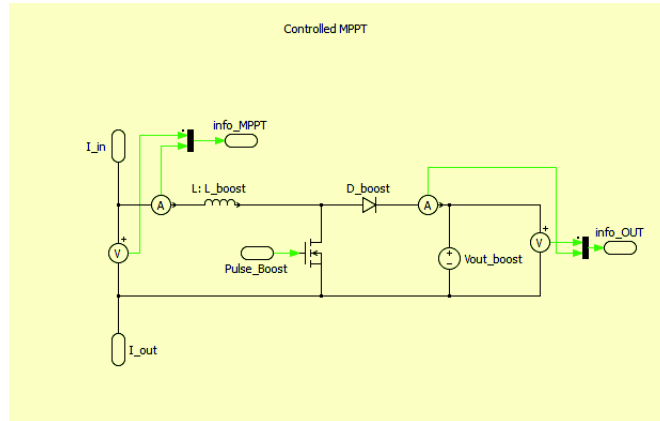 Controlled MPPT
info_MPPT
I_in
A
L: L_boost
D_boost
A
info_OUT
V
V
Pulse_Boost
Vout_boost
I_out